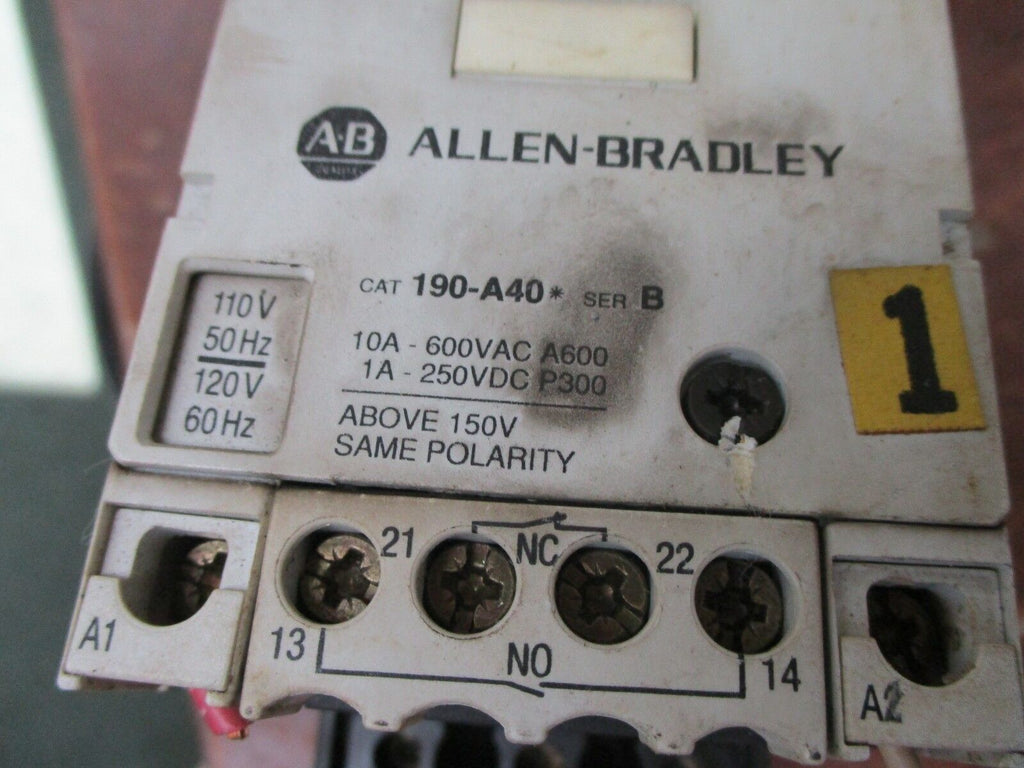 A·B ALLEN-BRADLEY
CAT 190-A40* SER B
110V
50Hz
120V
60Hz
10A - 600VAC A600
1A - 250VDC P300
ABOVE 150V
SAME POLARITY
1
21 NC 22
A1
13 NO 14
A2